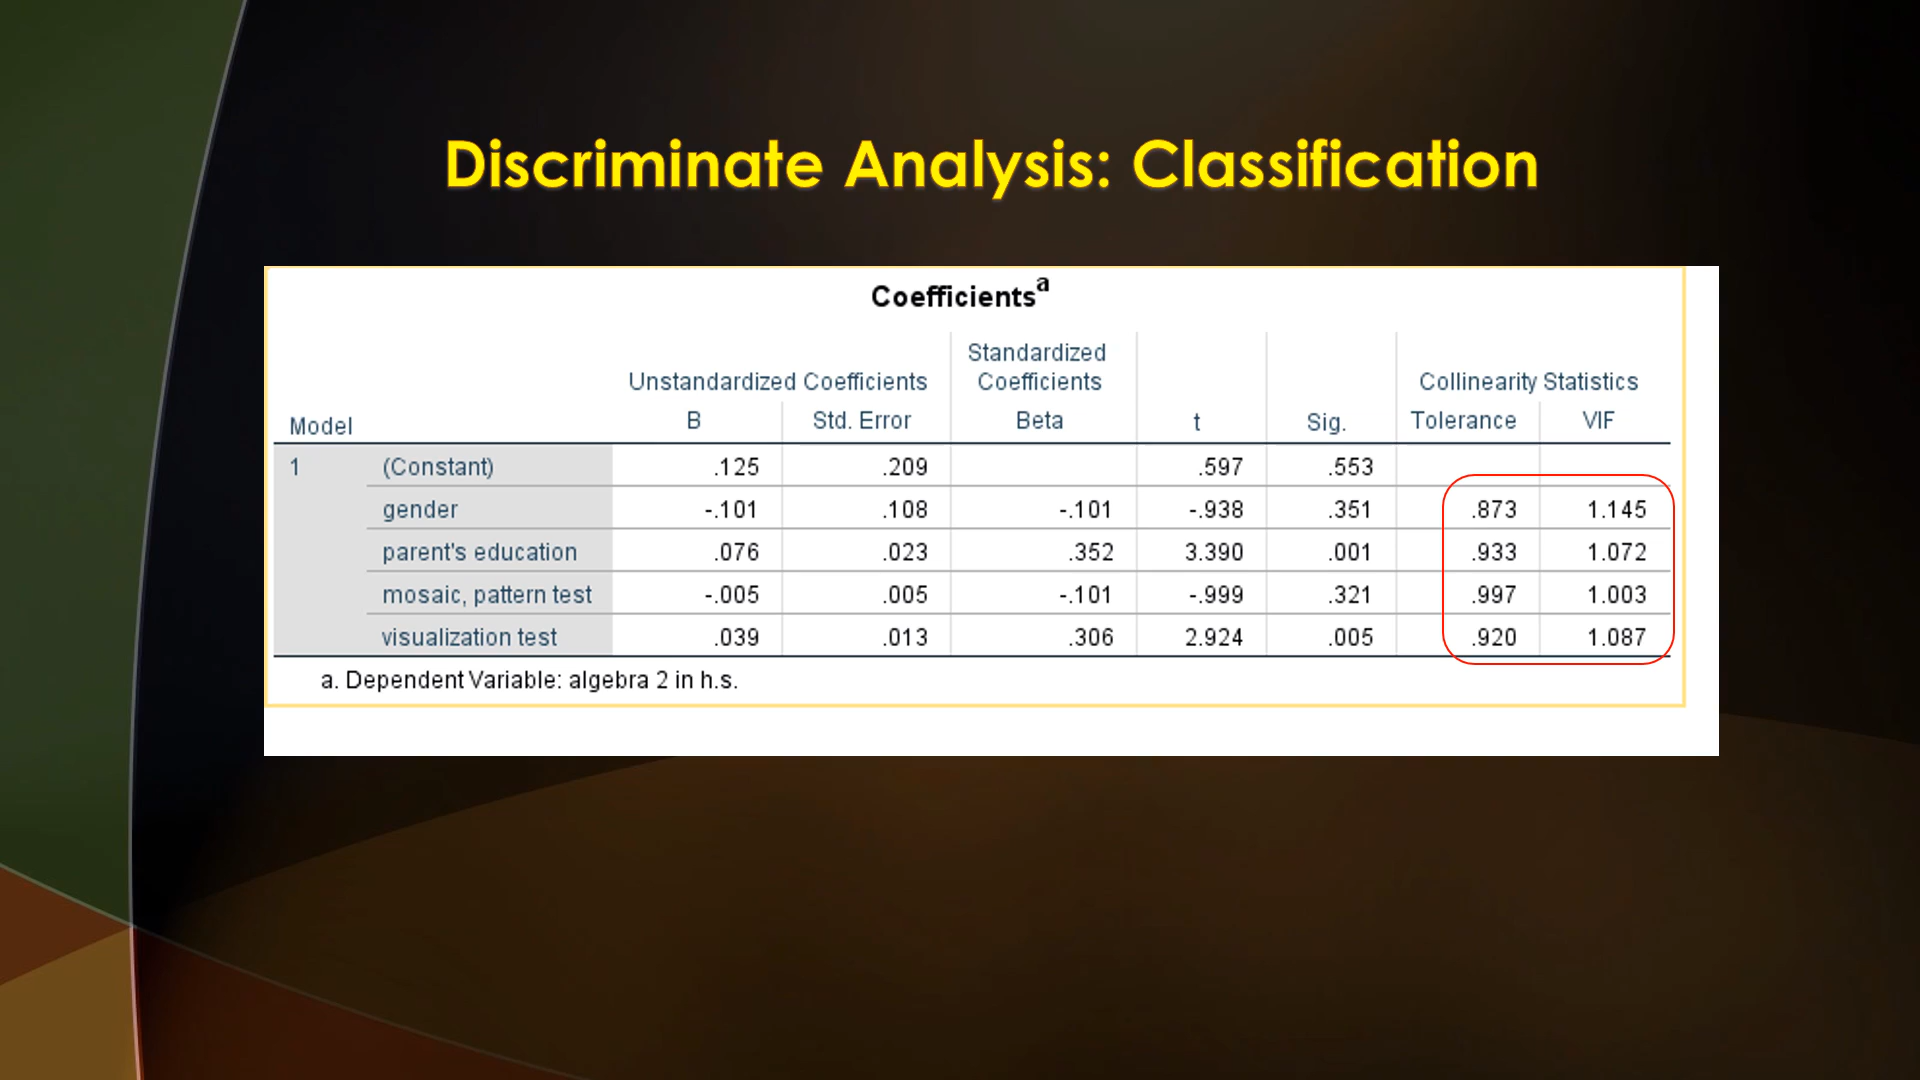 Discriminate Analysis: Classification
Coefficientsa
Unstandardized Coefficients Standardized Coefficients Collinearity Statistics
Model B Std. Error Beta t Sig. Tolerance VIF
1 (Constant) .125 .209 .597 .553
gender -.101 .108 -.101 -.938 .351 .873 1.145
parent's education .076 .023 .352 3.390 .001 .933 1.072
mosaic, pattern test -.005 .005 -.101 -.999 .321 .997 1.003
visualization test .039 .013 .306 2.924 .005 .920 1.087
a. Dependent Variable: algebra 2 in h.s.